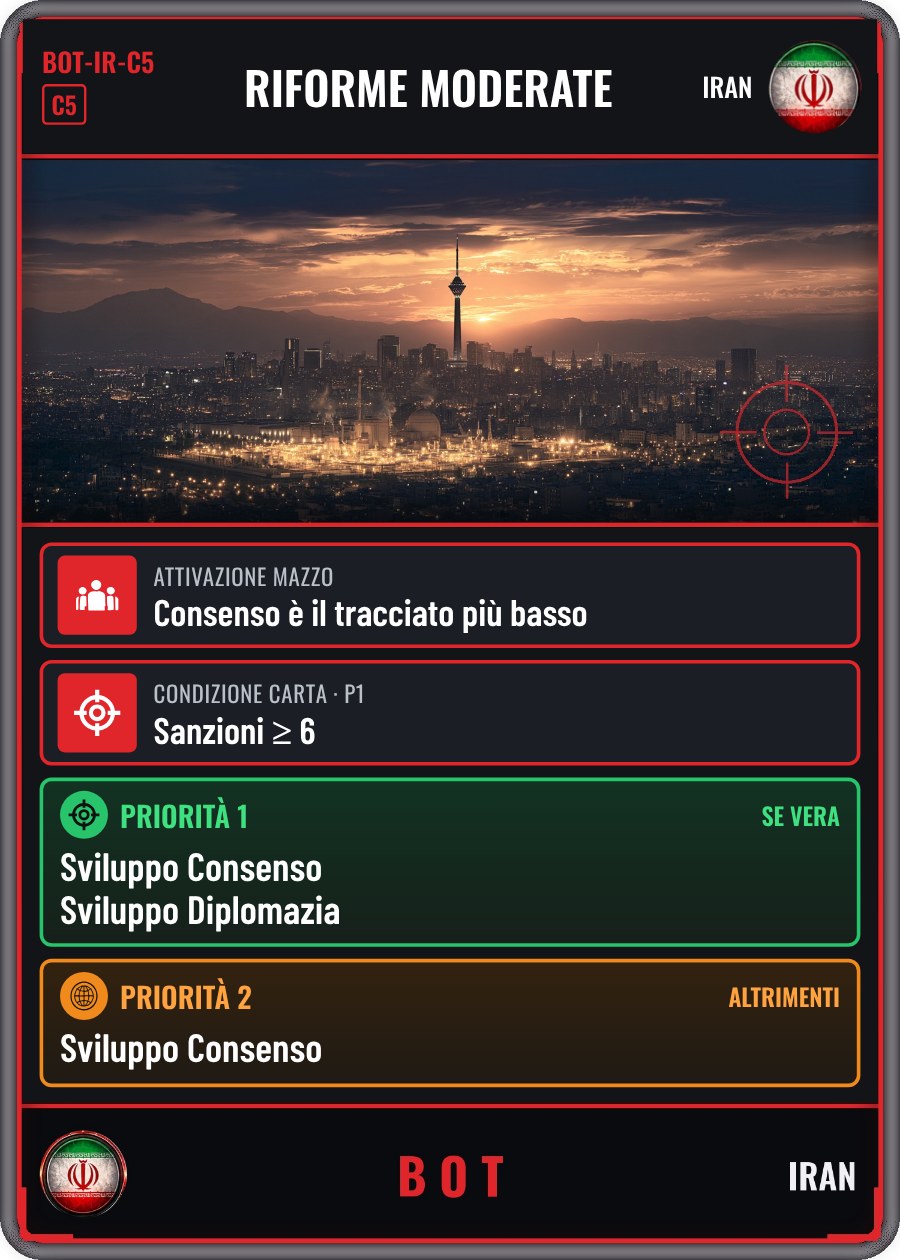 BOT-IR-C5
C5
RIFORME MODERATE
IRAN
ATTIVAZIONE MAZZO
Consenso è il tracciato più basso
CONDIZIONE CARTA · P1
Sanzioni ≥ 6
PRIORITÀ 1
SE VERA
Sviluppo Consenso
Sviluppo Diplomazia
PRIORITÀ 2
ALTRIMENTI
Sviluppo Consenso
BOT
IRAN